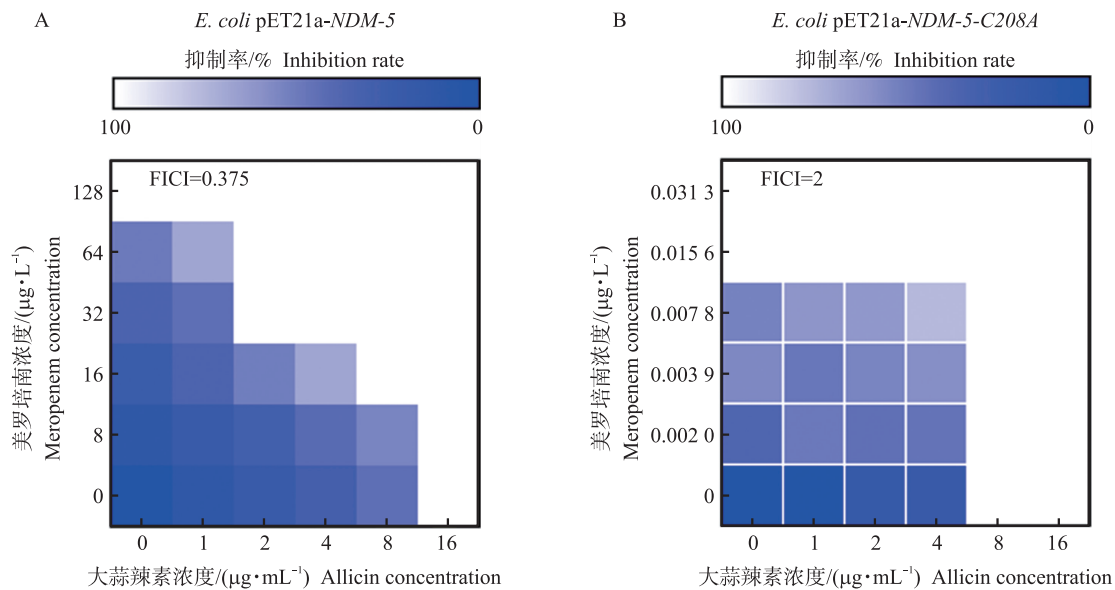 A
E. coli pET21a-NDM-5
抑制率/% Inhibition rate
100 0
FICI=0.375
美罗培南浓度/(μg·L⁻¹)
Meropenem concentration
128
64
32
16
8
0
0 1 2 4 8 16
大蒜辣素浓度/(μg·mL⁻¹) Allicin concentration
B
E. coli pET21a-NDM-5-C208A
抑制率/% Inhibition rate
100 0
FICI=2
美罗培南浓度/(μg·L⁻¹)
Meropenem concentration
0.031 3
0.015 6
0.007 8
0.003 9
0.002 0
0
0 1 2 4 8 16
大蒜辣素浓度/(μg·mL⁻¹) Allicin concentration